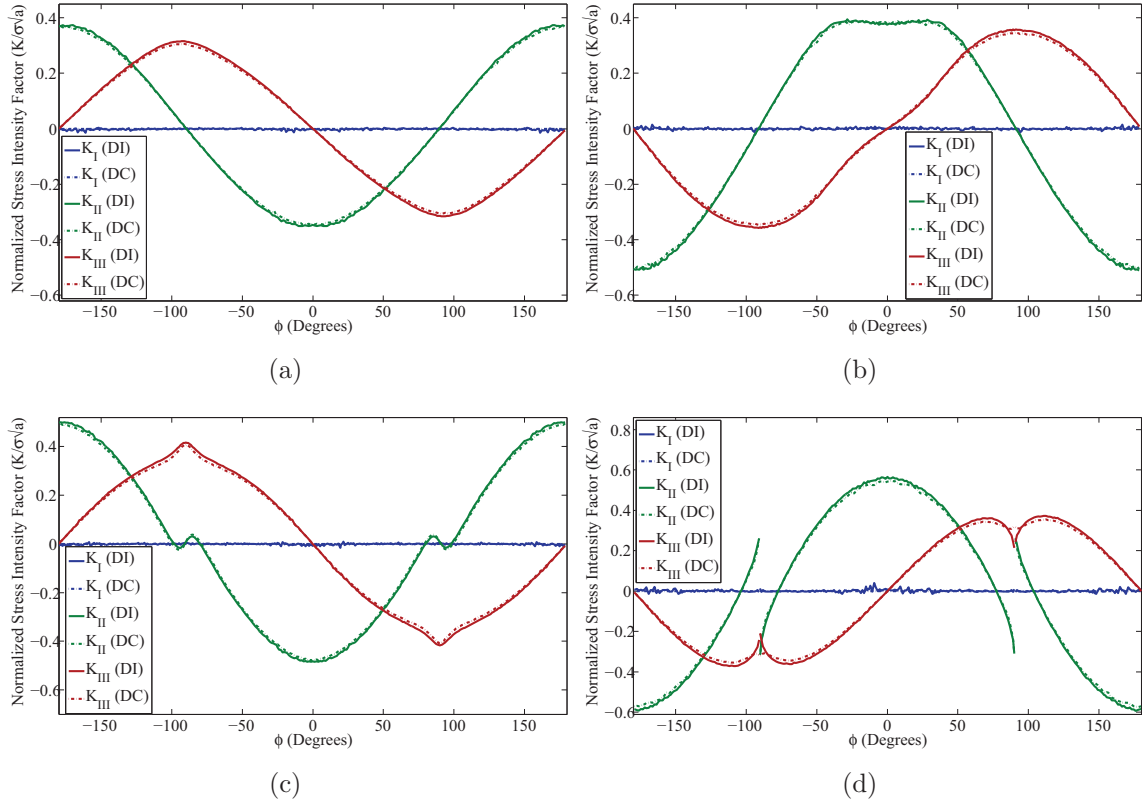 Normalized Stress Intensity Factor (K/σ√a)
0.4
0.2
0
−0.2
−0.4
−0.6
K_I (DI)
K_I (DC)
K_II (DI)
K_II (DC)
K_III (DI)
K_III (DC)
−150 −100 −50 0 50 100 150
ϕ (Degrees)
(a)
Normalized Stress Intensity Factor (K/σ√a)
0.4
0.2
0
−0.2
−0.4
−0.6
K_I (DI)
K_I (DC)
K_II (DI)
K_II (DC)
K_III (DI)
K_III (DC)
−150 −100 −50 0 50 100 150
ϕ (Degrees)
(b)
Normalized Stress Intensity Factor (K/σ√a)
0.4
0.2
0
−0.2
−0.4
−0.6
K_I (DI)
K_I (DC)
K_II (DI)
K_II (DC)
K_III (DI)
K_III (DC)
−150 −100 −50 0 50 100 150
ϕ (Degrees)
(c)
Normalized Stress Intensity Factor (K/σ√a)
0.8
0.6
0.4
0.2
0
−0.2
−0.4
−0.6
K_I (DI)
K_I (DC)
K_II (DI)
K_II (DC)
K_III (DI)
K_III (DC)
−150 −100 −50 0 50 100 150
ϕ (Degrees)
(d)